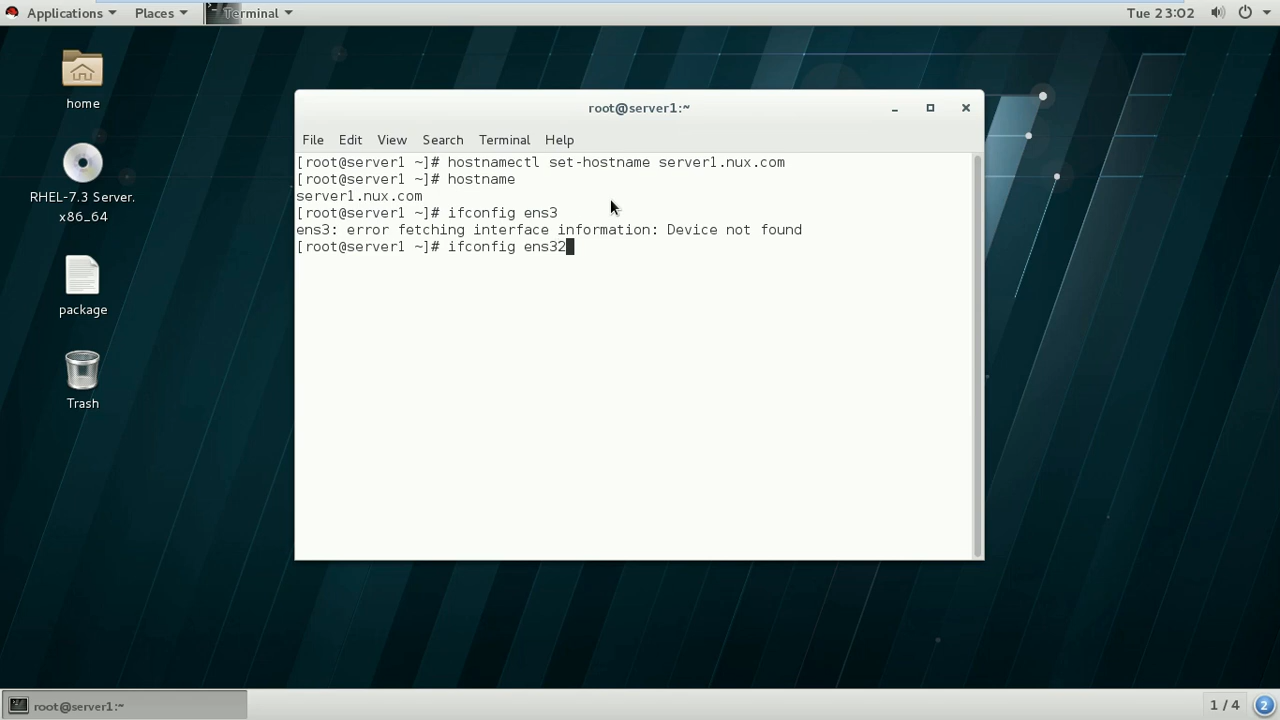 Applications Places Terminal Tue 23:02
home
RHEL-7.3 Server.
x86_64
package
Trash
root@server1:~
File Edit View Search Terminal Help
[root@server1 ~]# hostnamectl set-hostname server1.nux.com
[root@server1 ~]# hostname
server1.nux.com
[root@server1 ~]# ifconfig ens3
ens3: error fetching interface information: Device not found
[root@server1 ~]# ifconfig ens32
root@server1:~ 1 / 4 2